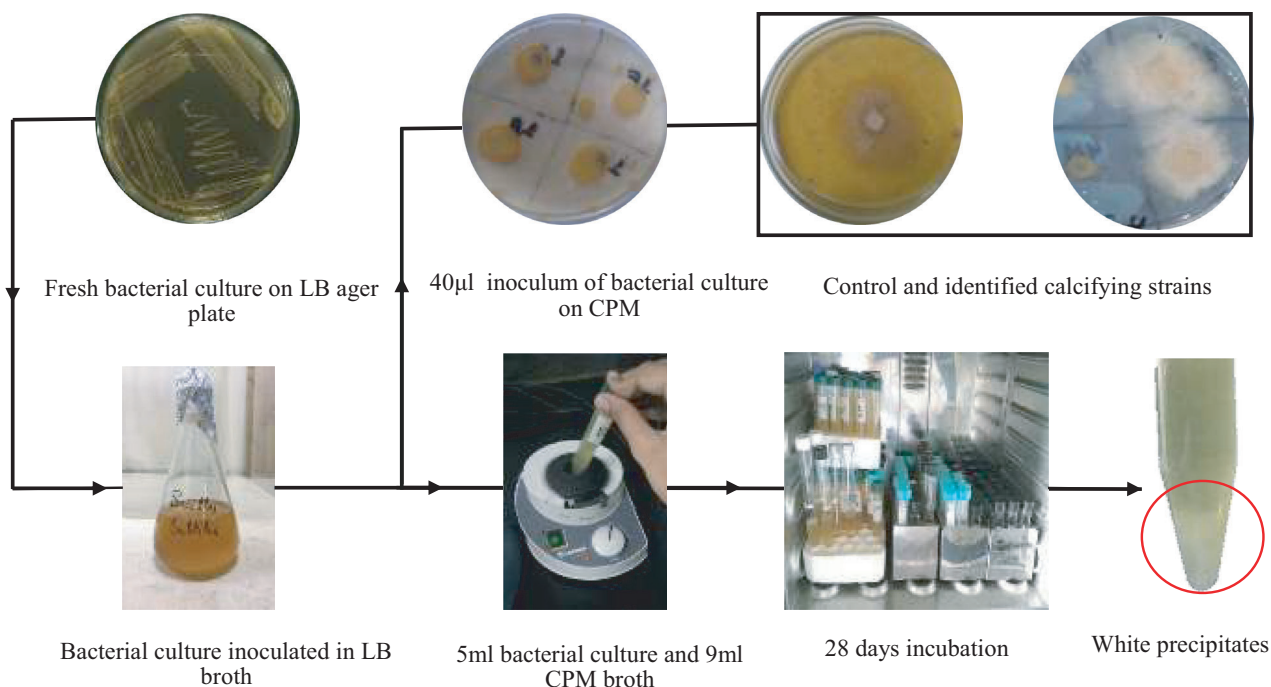 Fresh bacterial culture on LB ager
plate
40µl inoculum of bacterial culture
on CPM
Control and identified calcifying strains
Bacterial culture inoculated in LB
broth
5ml bacterial culture and 9ml
CPM broth
28 days incubation
White precipitates